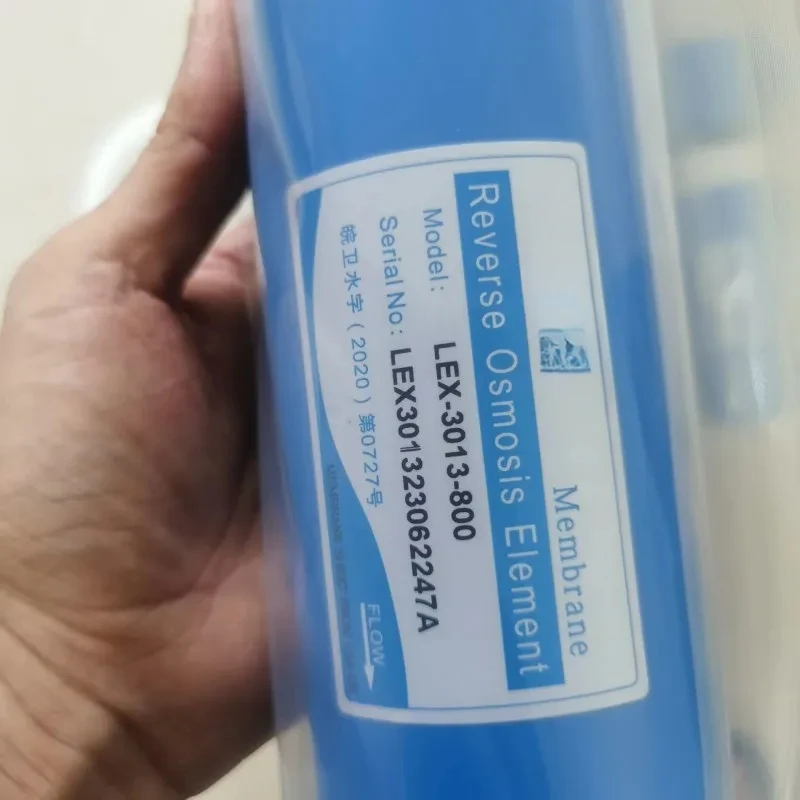 Membrane
Reverse Osmosis Element
Model: LEX-3013-800
Serial No: LEX301323062247A
皖卫水字（2020）第0727号
FLOW